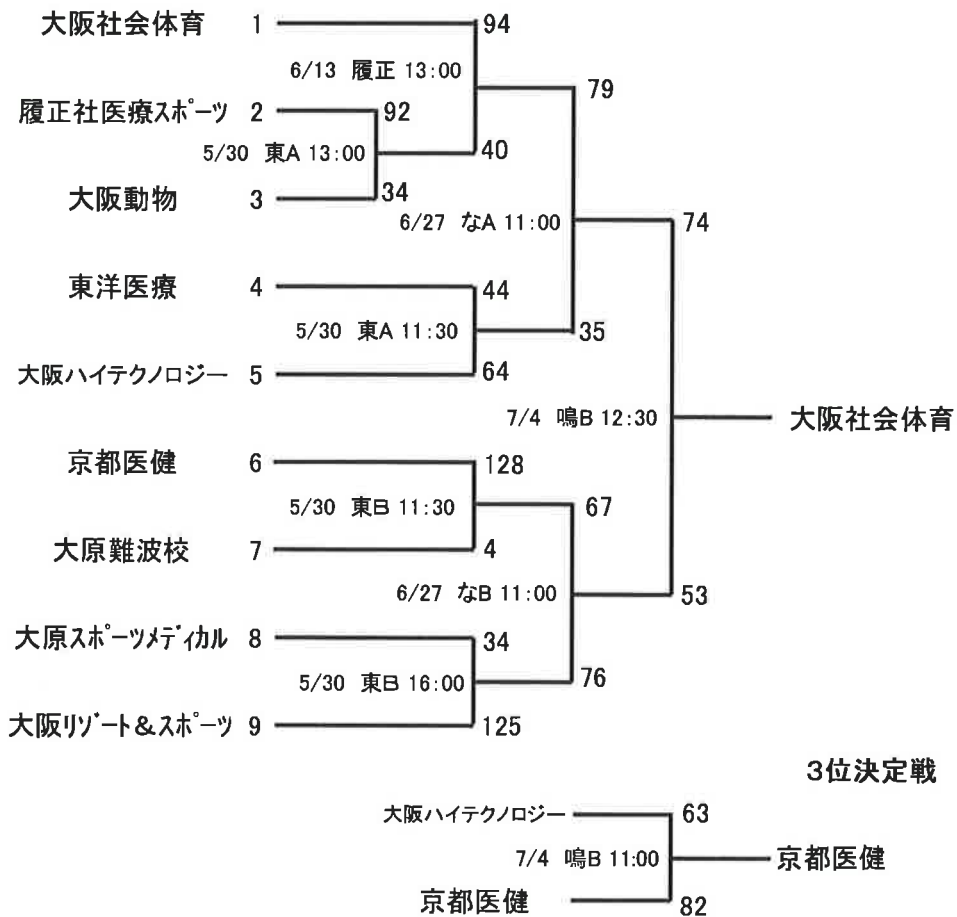 大阪社会体育 1 94
6/13 履正 13:00
79
履正社医療スポーツ 2 92
5/30 東A 13:00
40
大阪動物 3 34
6/27 なA 11:00
74
東洋医療 4 44
5/30 東A 11:30
35
大阪ハイテクノロジー 5 64
7/4 鳴B 12:30
大阪社会体育
京都医健 6 128
5/30 東B 11:30
67
大原難波校 7 4
6/27 なB 11:00
53
大原スポーツメディカル 8 34
5/30 東B 16:00
76
大阪リゾート&スポーツ 9 125
3位決定戦
大阪ハイテクノロジー 63
7/4 鳴B 11:00
京都医健
京都医健 82